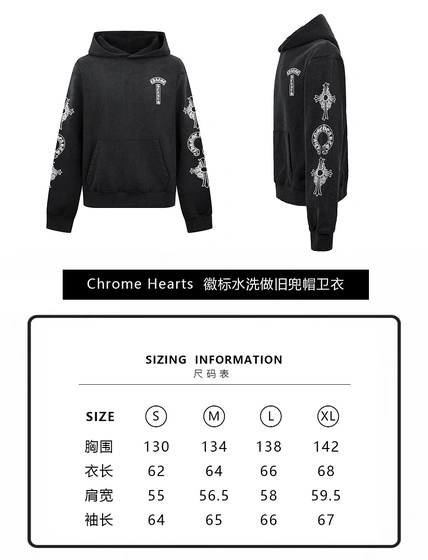 Chrome Hearts 徽标水洗做旧兜帽卫衣
SIZING INFORMATION
尺码表
SIZE S M L XL
胸围 130 134 138 142
衣长 62 64 66 68
肩宽 55 56.5 58 59.5
袖长 64 65 66 67